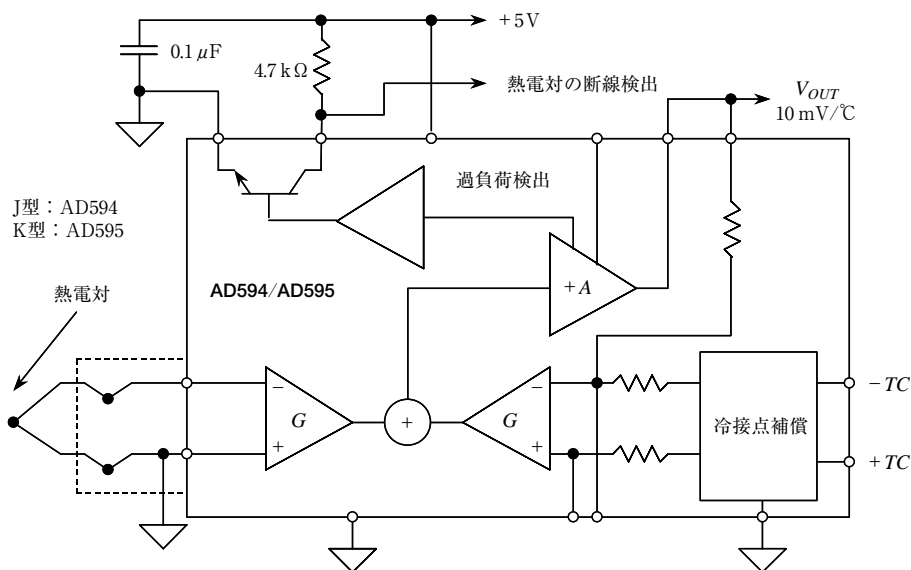 +5V
0.1 μF
4.7 kΩ
熱電対の断線検出
V_OUT
10 mV/℃
過負荷検出
J型：AD594
K型：AD595
AD594/AD595
+A
熱電対
−
G
+
+
−
G
+
冷接点補償
−TC
+TC